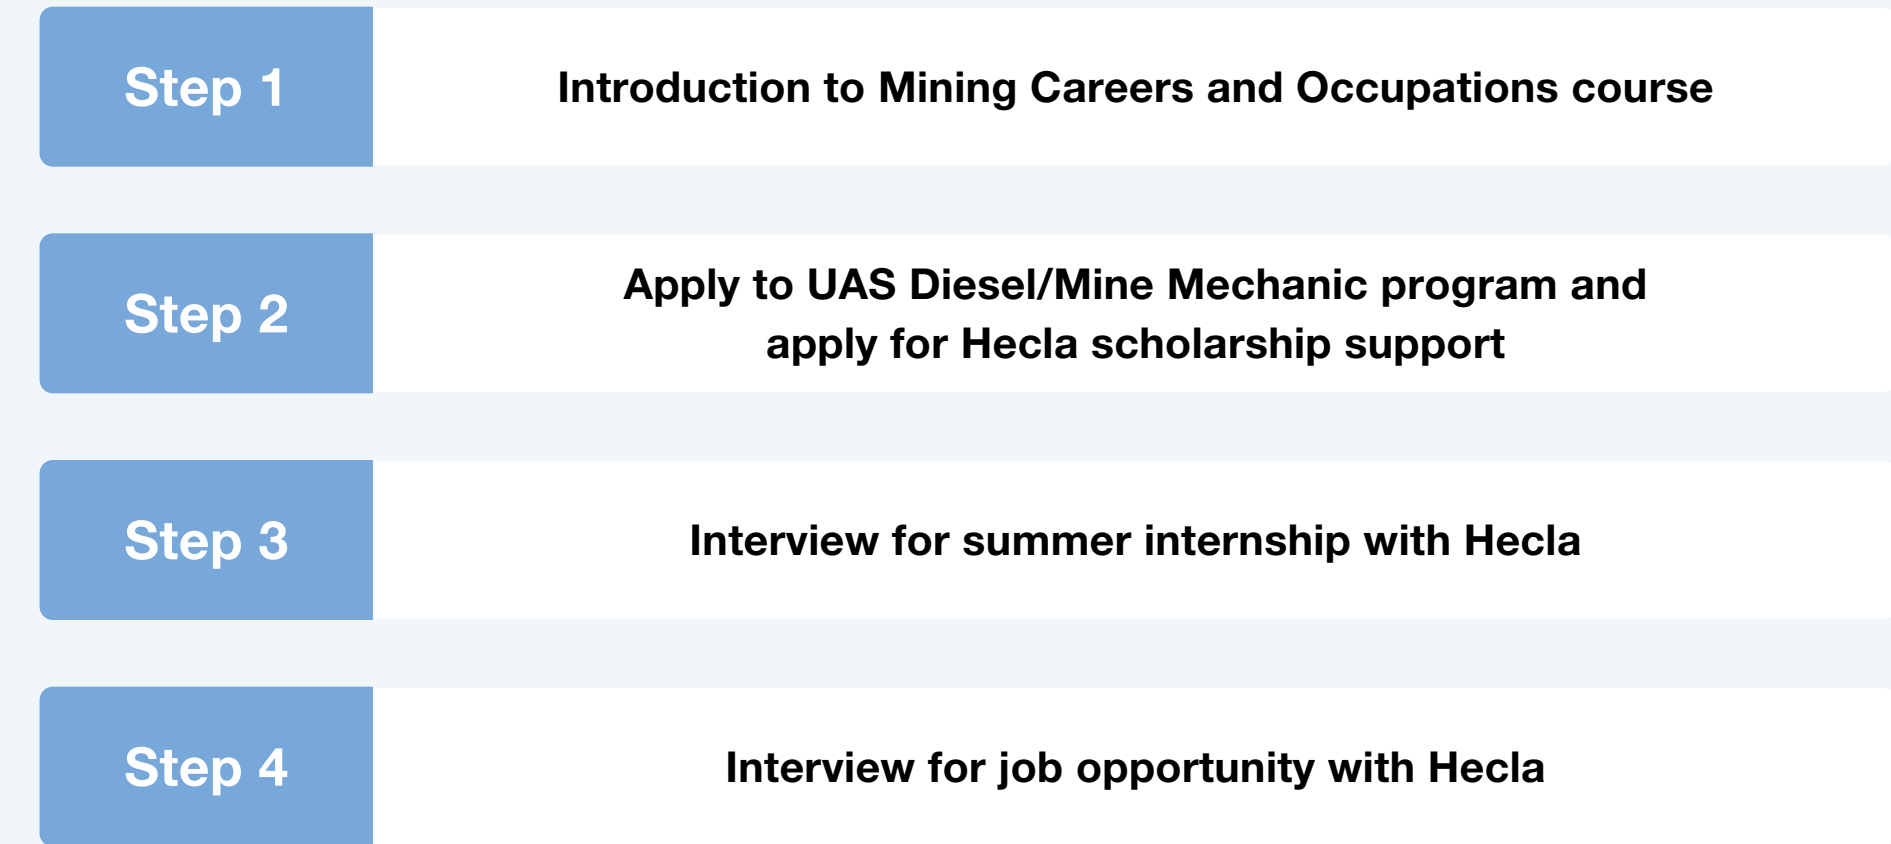 Step 1
Introduction to Mining Careers and Occupations course
Step 2
Apply to UAS Diesel/Mine Mechanic program and
apply for Hecla scholarship support
Step 3
Interview for summer internship with Hecla
Step 4
Interview for job opportunity with Hecla